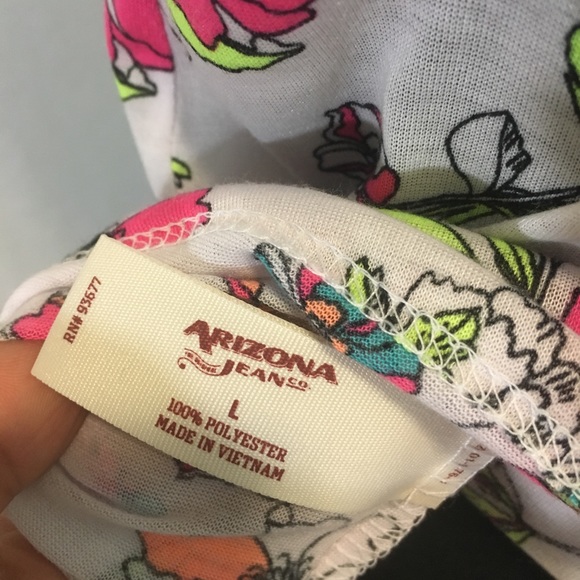 RN# 93677
ARIZONA
JEAN CO.
L
100% POLYESTER
MADE IN VIETNAM